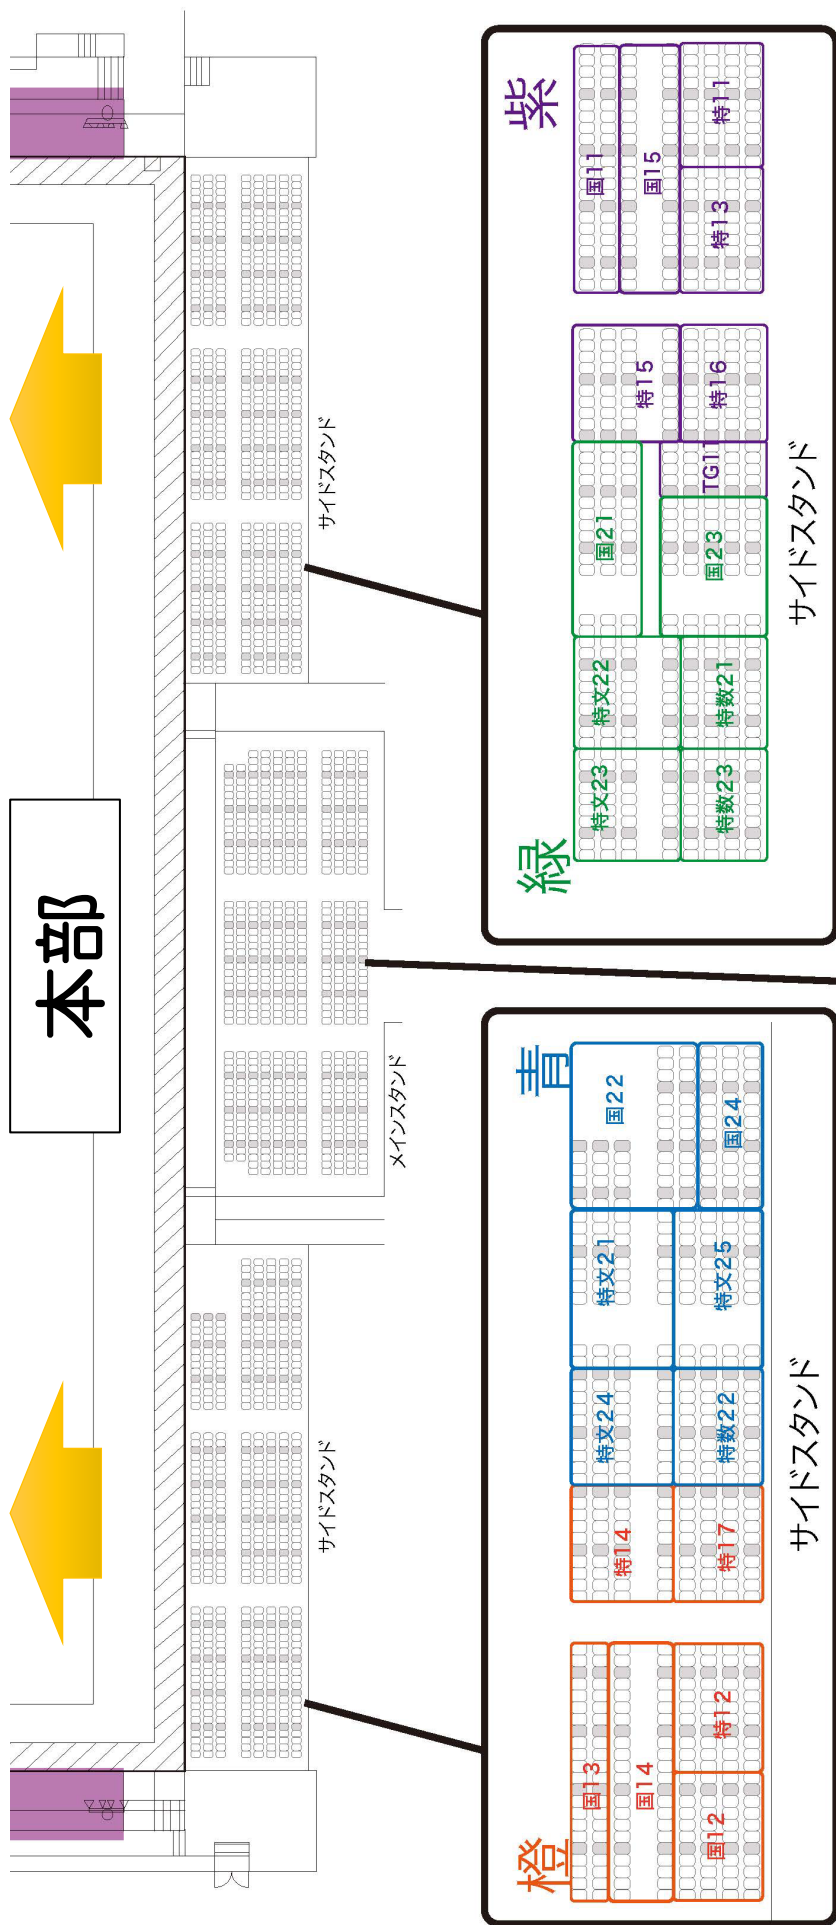 本部
サイドスタンド
メインスタンド
サイドスタンド
橙
青
国13
国14
国12
特12
特14
特17
特文24
特数22
特文21
特文25
国22
国24
サイドスタンド
緑
紫
特文23
特数23
特文22
特数21
国21
国23
TG11
特15
特16
国11
国15
特13
特11
サイドスタンド